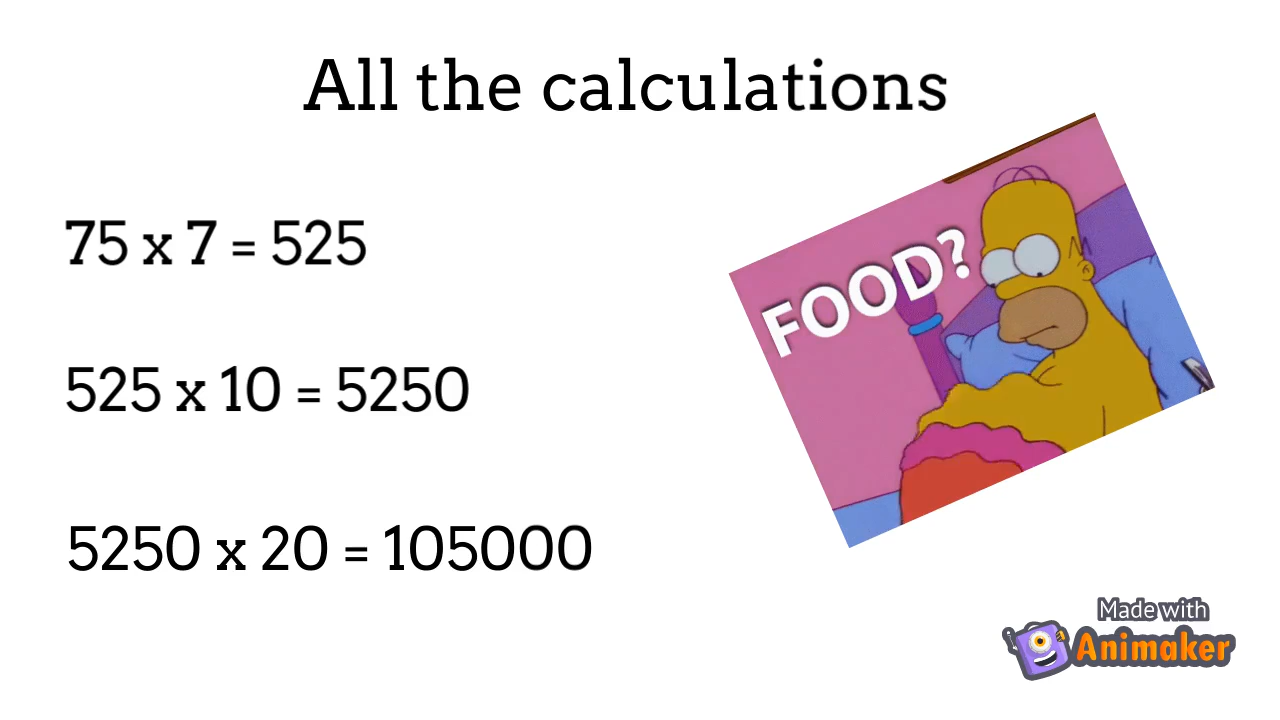 All the calculations
75 x 7 = 525
FOOD?
525 x 10 = 5250
5250 x 20 = 105000
Made with
Animaker